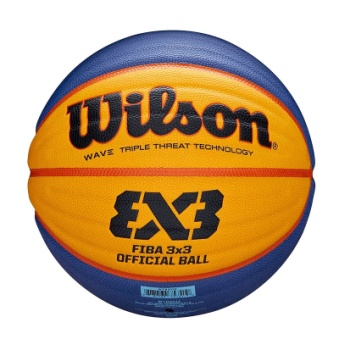 Wilson
WAVE TRIPLE THREAT TECHNOLOGY
3X3
FIBA 3x3
OFFICIAL BALL